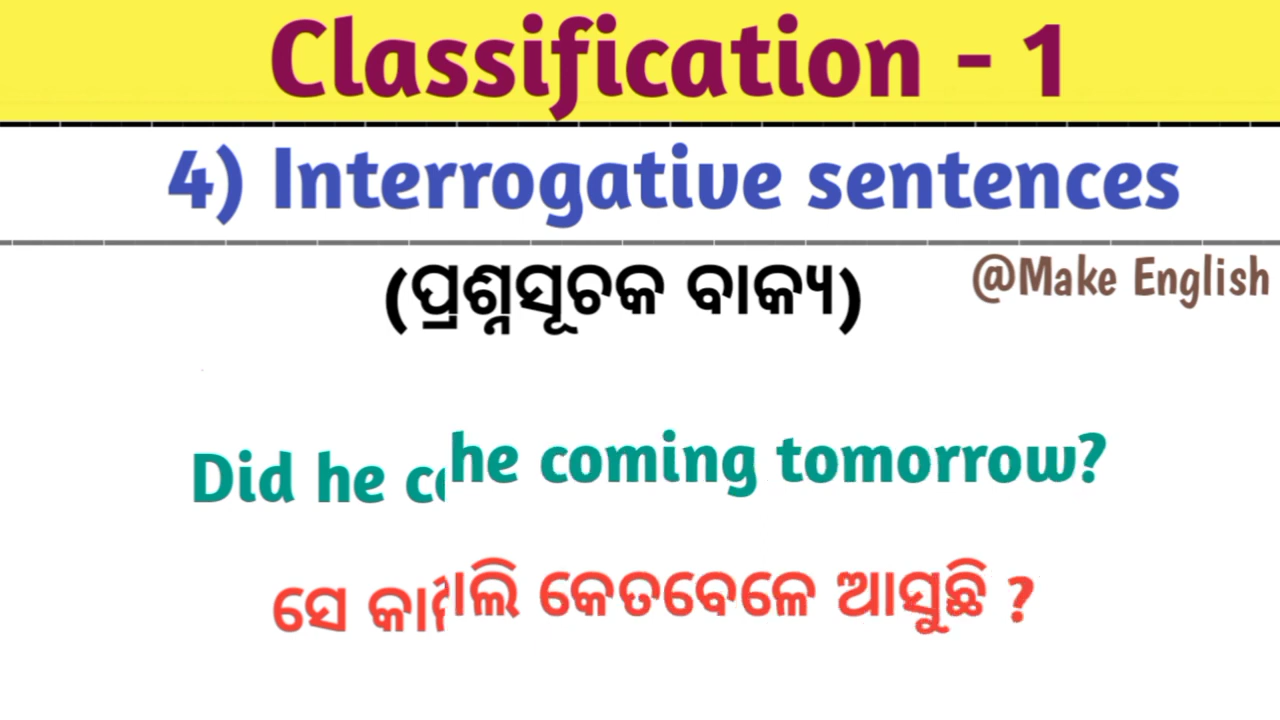 Classification - 1
4) Interrogative sentences
(ପ୍ରଶ୍ନସୂଚକ ବାକ୍ୟ)
@Make English
Did he he coming tomorrow?
ସେ କେତବେଳେ ଆସୁଛି ?